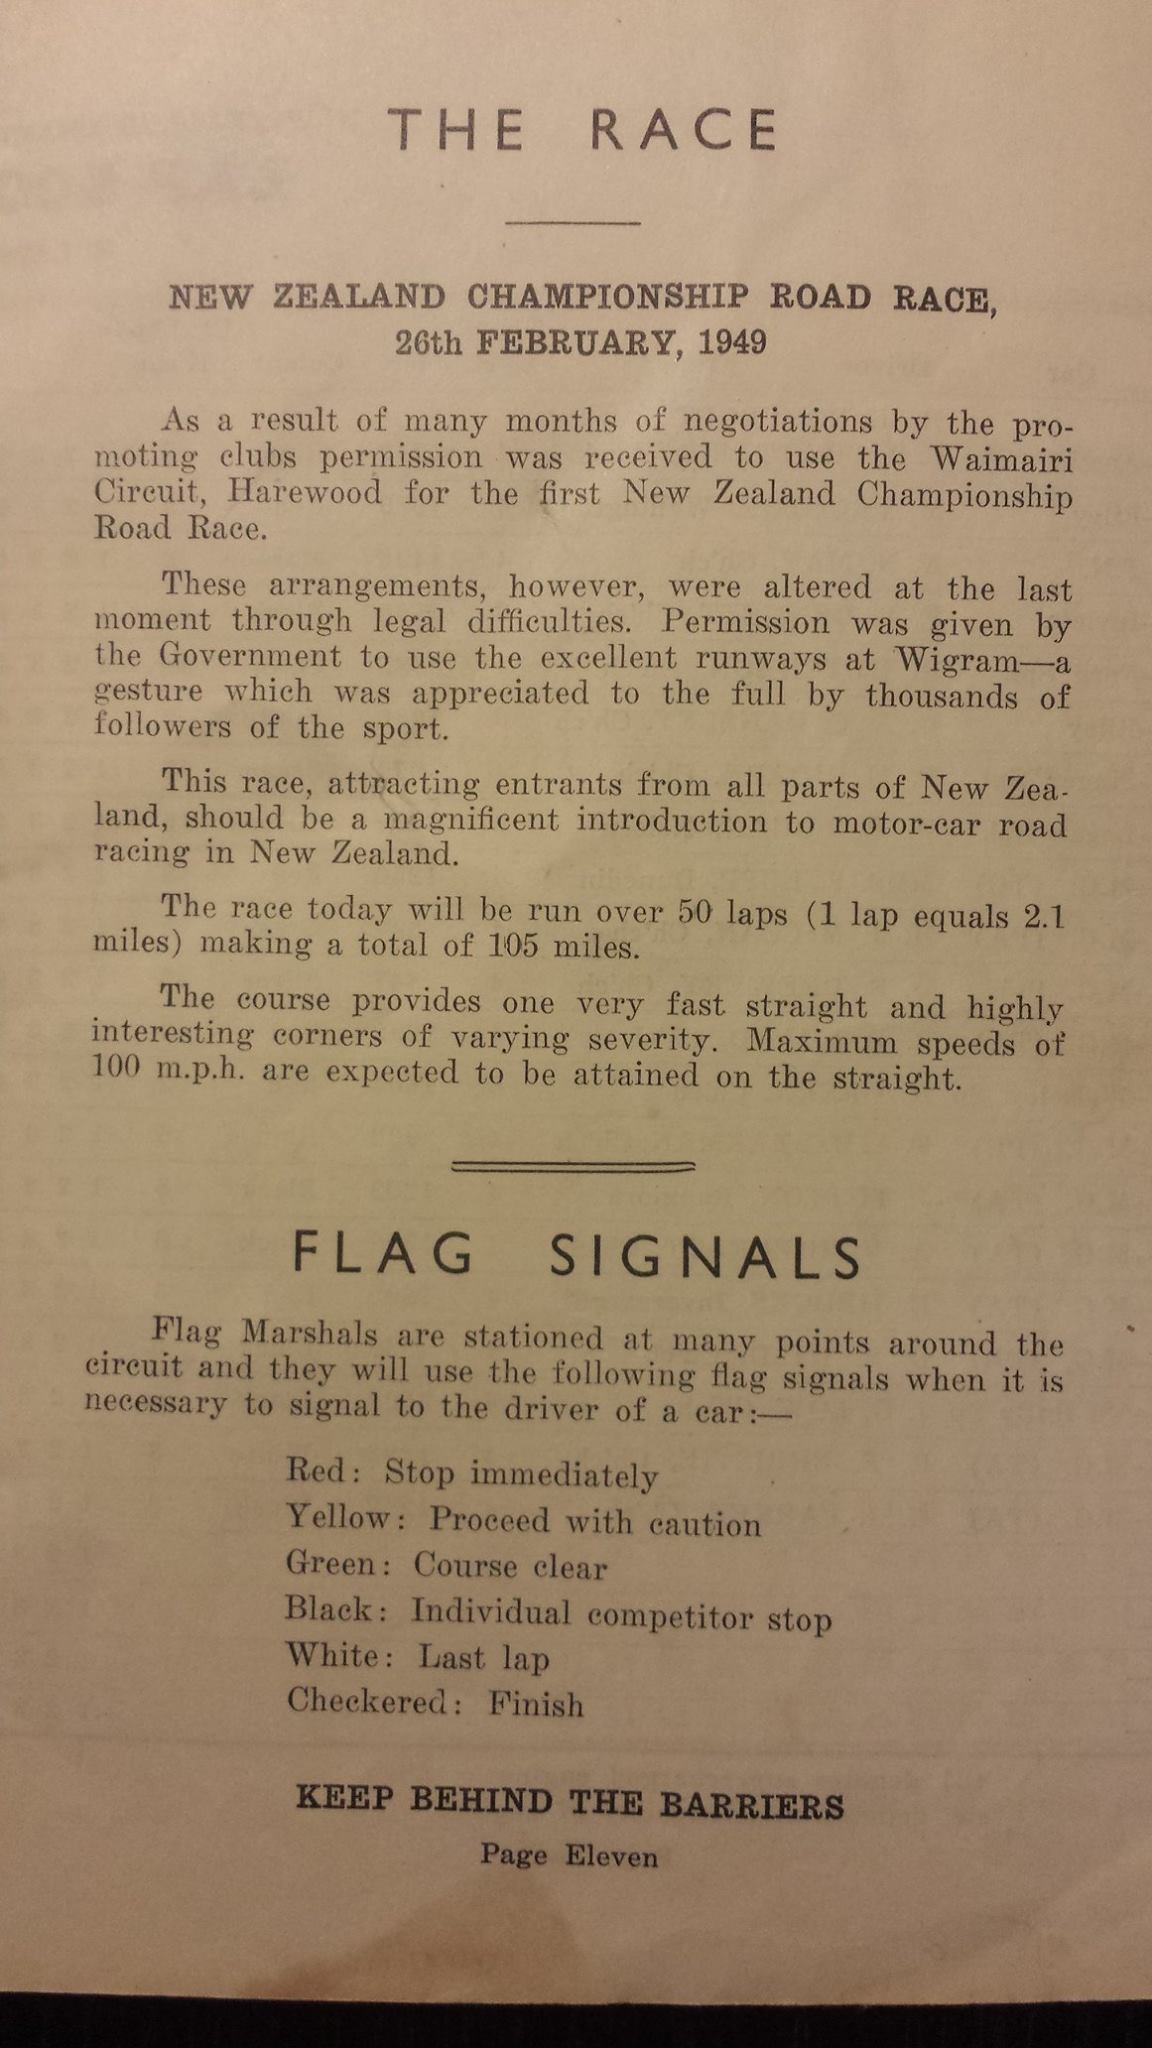 THE RACE
NEW ZEALAND CHAMPIONSHIP ROAD RACE,
26th FEBRUARY, 1949
As a result of many months of negotiations by the pro-
moting clubs permission was received to use the Waimairi
Circuit, Harewood for the first New Zealand Championship
Road Race.
These arrangements, however, were altered at the last
moment through legal difficulties. Permission was given by
the Government to use the excellent runways at Wigram—a
gesture which was appreciated to the full by thousands of
followers of the sport.
This race, attracting entrants from all parts of New Zea-
land, should be a magnificent introduction to motor-car road
racing in New Zealand.
The race today will be run over 50 laps (1 lap equals 2.1
miles) making a total of 105 miles.
The course provides one very fast straight and highly
interesting corners of varying severity. Maximum speeds of
100 m.p.h. are expected to be attained on the straight.
FLAG SIGNALS
Flag Marshals are stationed at many points around the
circuit and they will use the following flag signals when it is
necessary to signal to the driver of a car:—
Red: Stop immediately
Yellow: Proceed with caution
Green: Course clear
Black: Individual competitor stop
White: Last lap
Checkered: Finish
KEEP BEHIND THE BARRIERS
Page Eleven